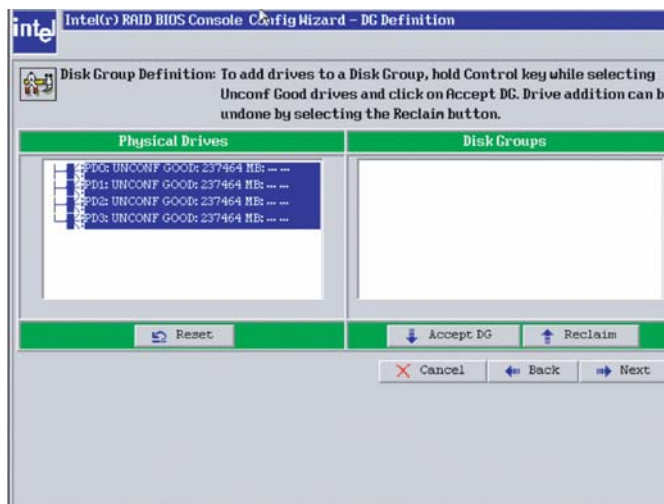 intel
Intel(r) RAID BIOS Console Config Wizard – DG Definition
Disk Group Definition: To add drives to a Disk Group, hold Control key while selecting
Unconf Good drives and click on Accept DG. Drive addition can b
undone by selecting the Reclaim button.
Physical Drives
Disk Groups
PD0: UNCONF GOOD: 237464 MB: ... ...
PD1: UNCONF GOOD: 237464 MB: ... ...
PD2: UNCONF GOOD: 237464 MB: ... ...
PD3: UNCONF GOOD: 237464 MB: ... ...
Reset
Accept DG
Reclaim
Cancel
Back
Next